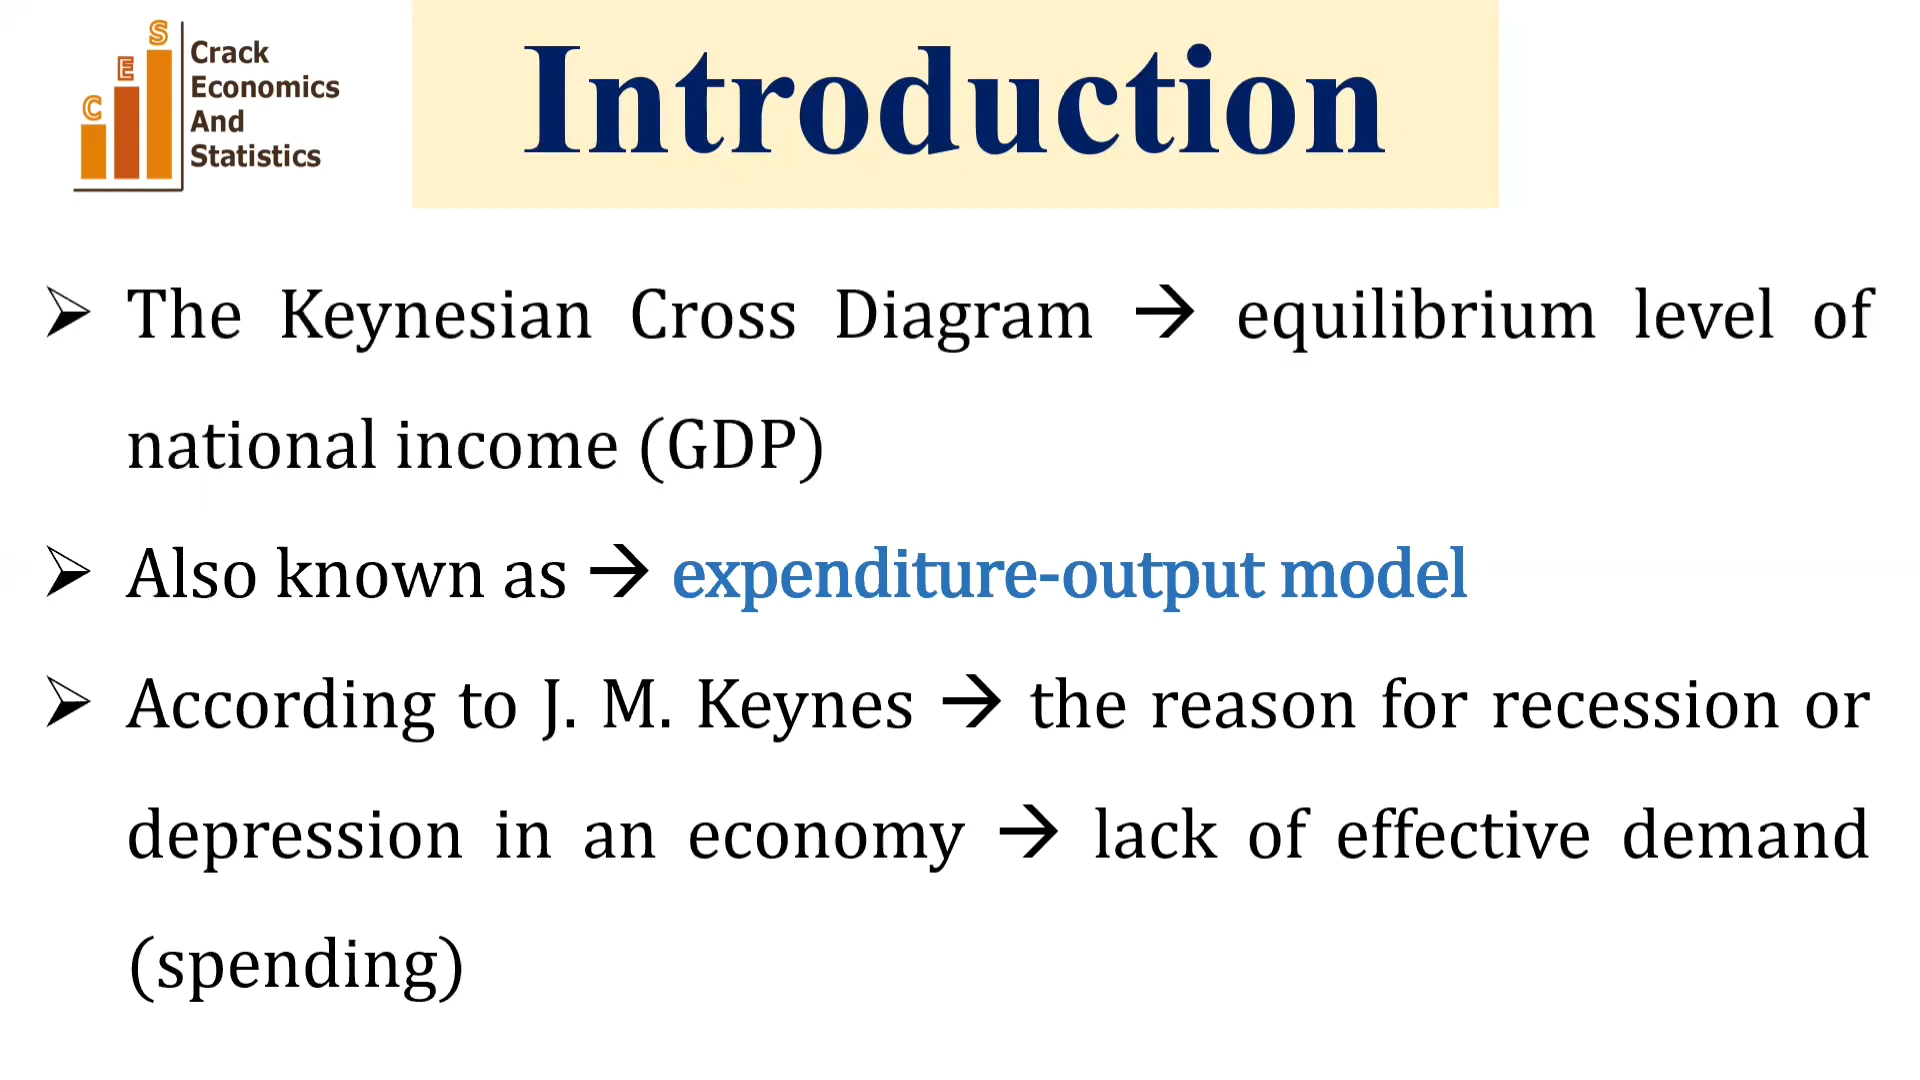 C
E
S
Crack
Economics
And
Statistics
Introduction
➢ The Keynesian Cross Diagram → equilibrium level of
national income (GDP)
➢ Also known as → expenditure-output model
➢ According to J. M. Keynes → the reason for recession or
depression in an economy → lack of effective demand
(spending)